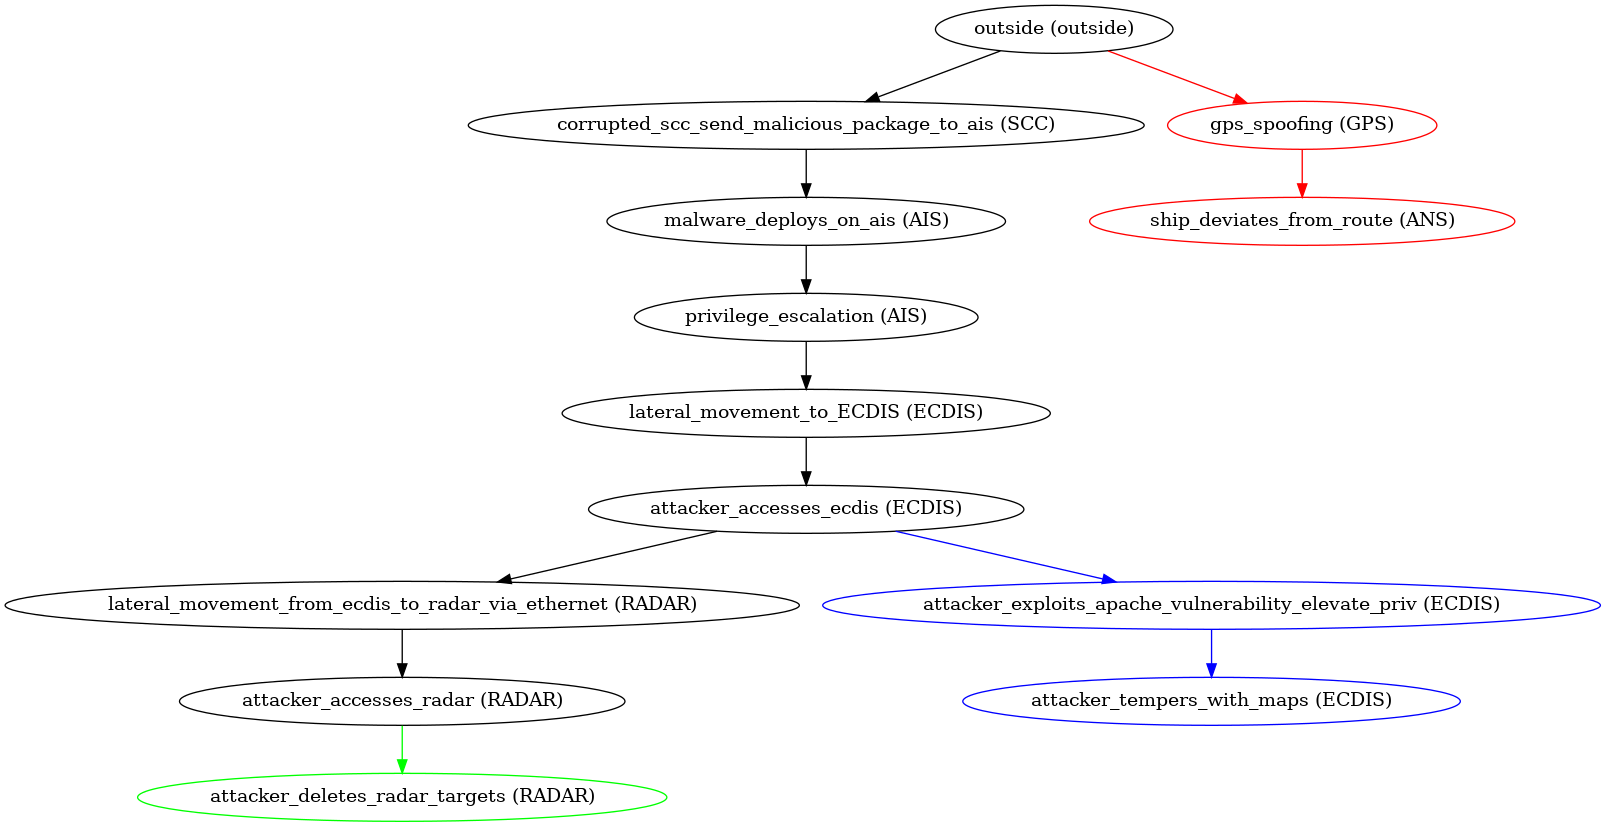 outside (outside)
corrupted_scc_send_malicious_package_to_ais (SCC)
gps_spoofing (GPS)
malware_deploys_on_ais (AIS)
ship_deviates_from_route (ANS)
privilege_escalation (AIS)
lateral_movement_to_ECDIS (ECDIS)
attacker_accesses_ecdis (ECDIS)
lateral_movement_from_ecdis_to_radar_via_ethernet (RADAR)
attacker_exploits_apache_vulnerability_elevate_priv (ECDIS)
attacker_accesses_radar (RADAR)
attacker_tempers_with_maps (ECDIS)
attacker_deletes_radar_targets (RADAR)